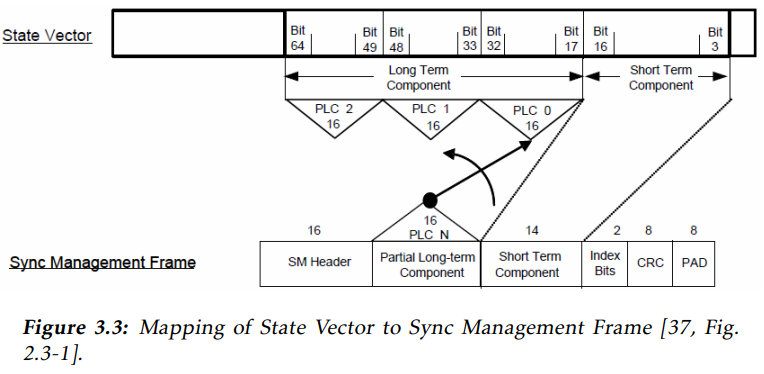 State Vector
Bit 64
Bit 49
Bit 48
Bit 33
Bit 32
Bit 17
Bit 16
Bit 3
Long Term Component
Short Term Component
PLC 2
16
PLC 1
16
PLC 0
16
16
PLC N
16
14
2
8
8
Sync Management Frame
SM Header
Partial Long-term Component
Short Term Component
Index Bits
CRC
PAD
Figure 3.3: Mapping of State Vector to Sync Management Frame [37, Fig.
2.3-1].